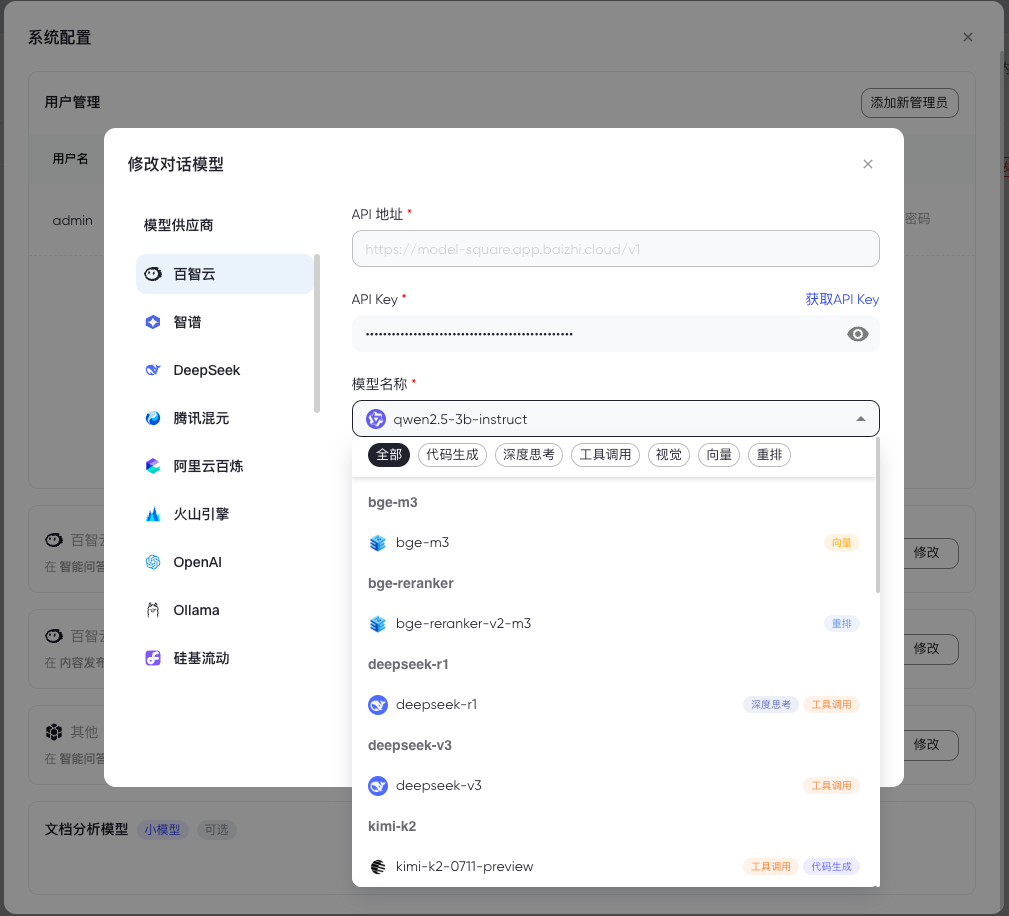 系统配置
用户管理
添加新管理员
用户名
admin
密码
修改对话模型
模型供应商
百智云
智谱
DeepSeek
腾讯混元
阿里云百炼
火山引擎
OpenAI
Ollama
硅基流动
API 地址 *
https://model-square.app.baizhi.cloud/v1
API Key *
获取API Key
••••••••••••••••••••••••••••••••••••••••••••••••
模型名称 *
qwen2.5-3b-instruct
全部 代码生成 深度思考 工具调用 视觉 向量 重排
bge-m3
bge-m3 向量
bge-reranker
bge-reranker-v2-m3 重排
deepseek-r1
deepseek-r1 深度思考 工具调用
deepseek-v3
deepseek-v3 工具调用
kimi-k2
kimi-k2-0711-preview 工具调用 代码生成
百智云
在 智能问答
修改
百智云
在 内容发布
修改
其他
在 智能问答
修改
文档分析模型 小模型 可选